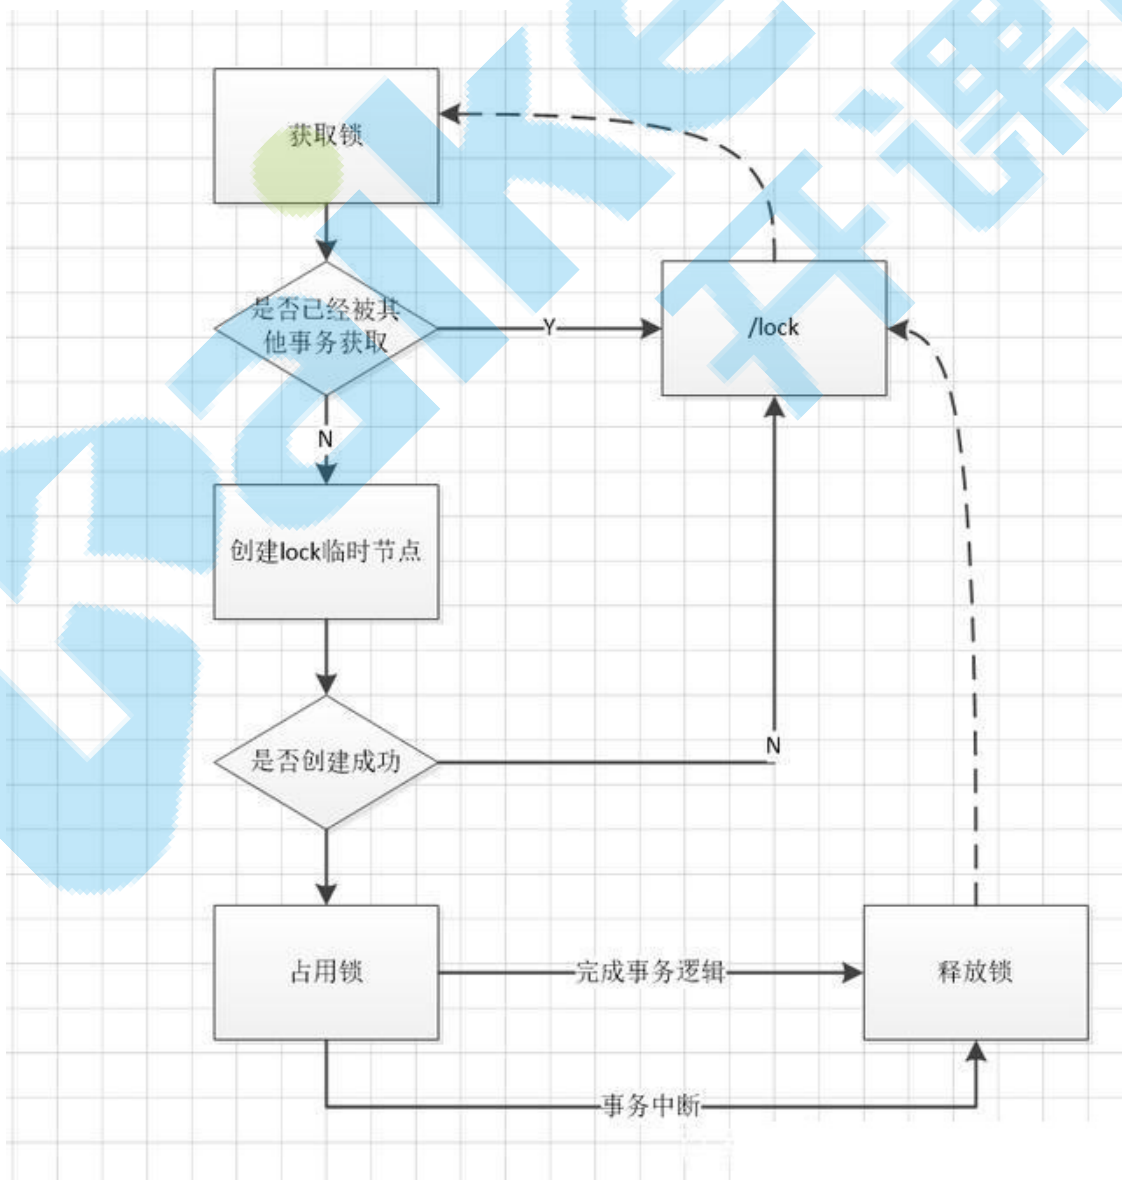 获取锁
是否已经被其
他事务获取
Y
/lock
N
创建lock临时节点
是否创建成功
N
占用锁
完成事务逻辑
释放锁
事务中断